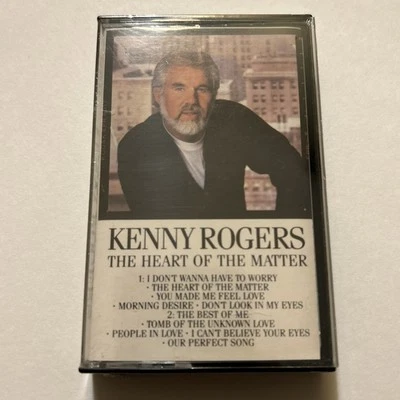 KENNY ROGERS
THE HEART OF THE MATTER
1: I DON'T WANNA HAVE TO WORRY
· THE HEART OF THE MATTER
· YOU MADE ME FEEL LOVE
· MORNING DESIRE · DON'T LOOK IN MY EYES
2: THE BEST OF ME
· TOMB OF THE UNKNOWN LOVE
· PEOPLE IN LOVE · I CAN'T BELIEVE YOUR EYES
· OUR PERFECT SONG